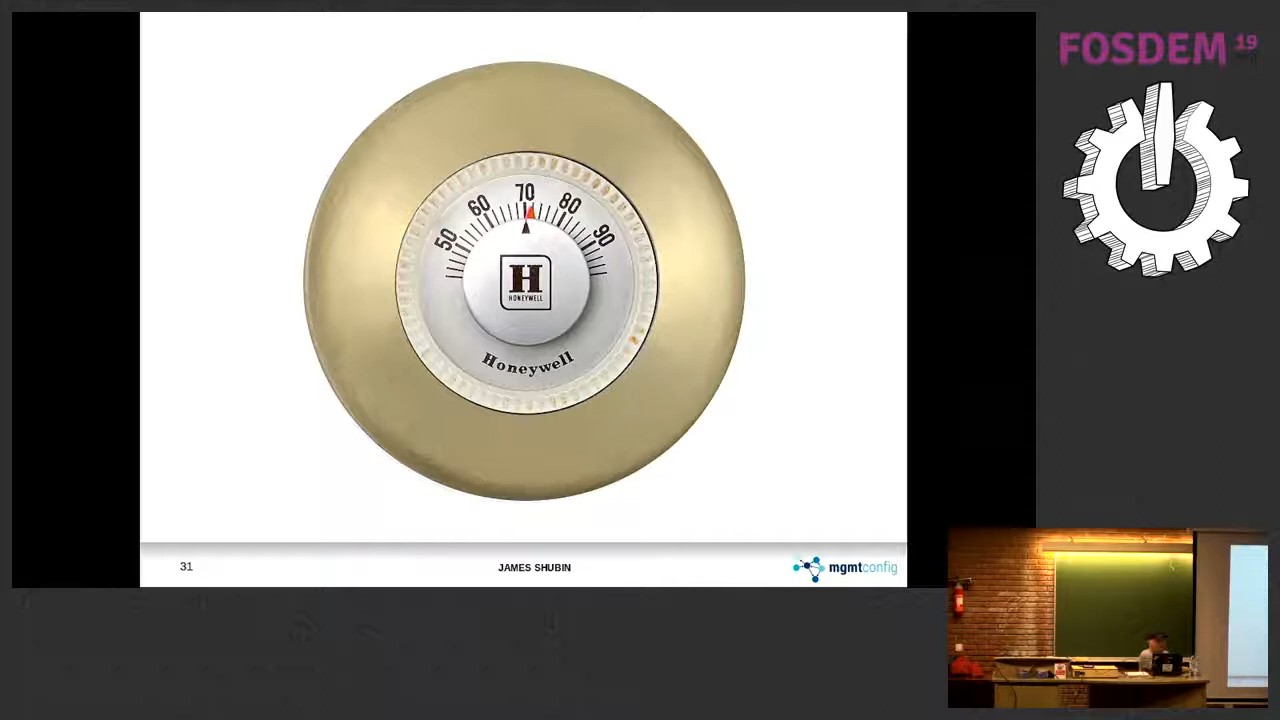 FOSDEM 19
50 60 70 80 90
H
HONEYWELL
Honeywell
31
JAMES SHUBIN
mgmtconfig